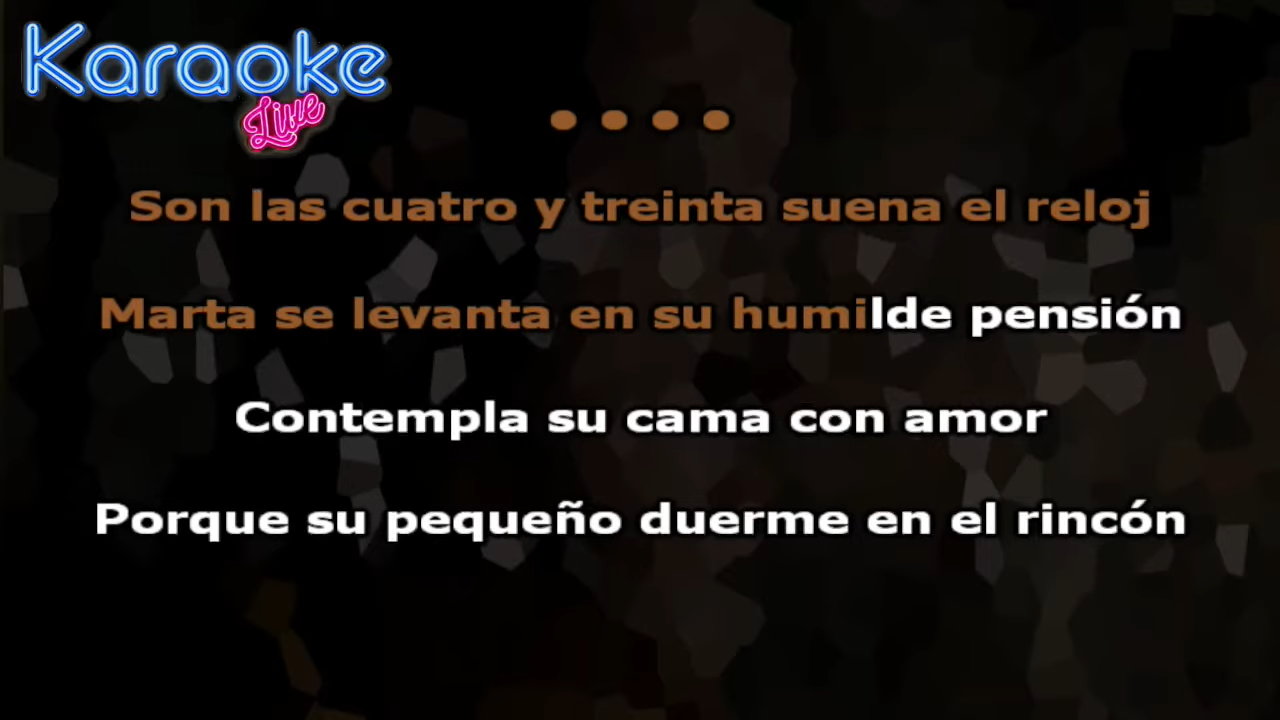 Karaoke
Live
Son las cuatro y treinta suena el reloj
Marta se levanta en su humilde pensión
Contempla su cama con amor
Porque su pequeño duerme en el rincón